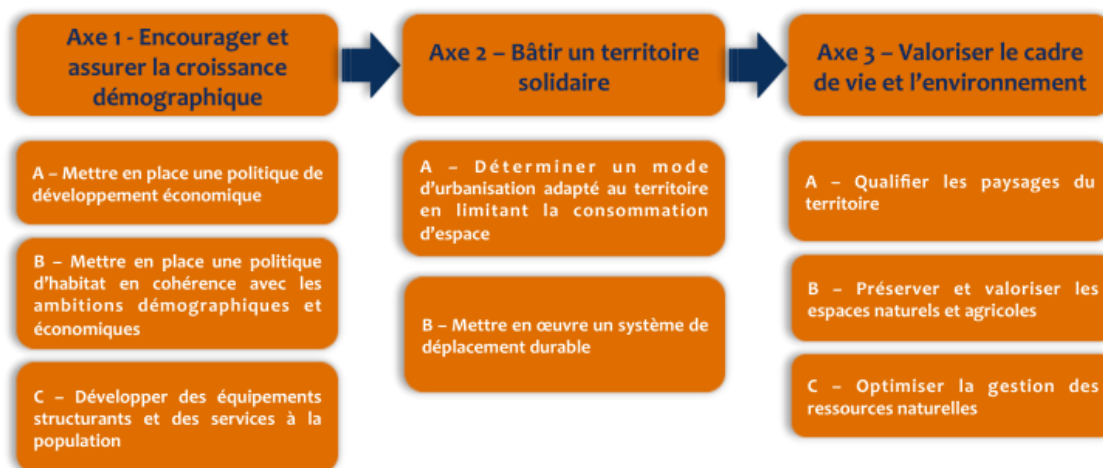 Axe 1 - Encourager et
assurer la croissance
démographique
A – Mettre en place une politique de
développement économique
B – Mettre en place une politique
d'habitat en cohérence avec les
ambitions démographiques et
économiques
C – Développer des équipements
structurants et des services à la
population
Axe 2 – Bâtir un territoire
solidaire
A – Déterminer un mode
d'urbanisation adapté au territoire
en limitant la consommation
d'espace
B – Mettre en œuvre un système de
déplacement durable
Axe 3 – Valoriser le cadre
de vie et l'environnement
A – Qualifier les paysages du
territoire
B – Préserver et valoriser les
espaces naturels et agricoles
C – Optimiser la gestion des
ressources naturelles